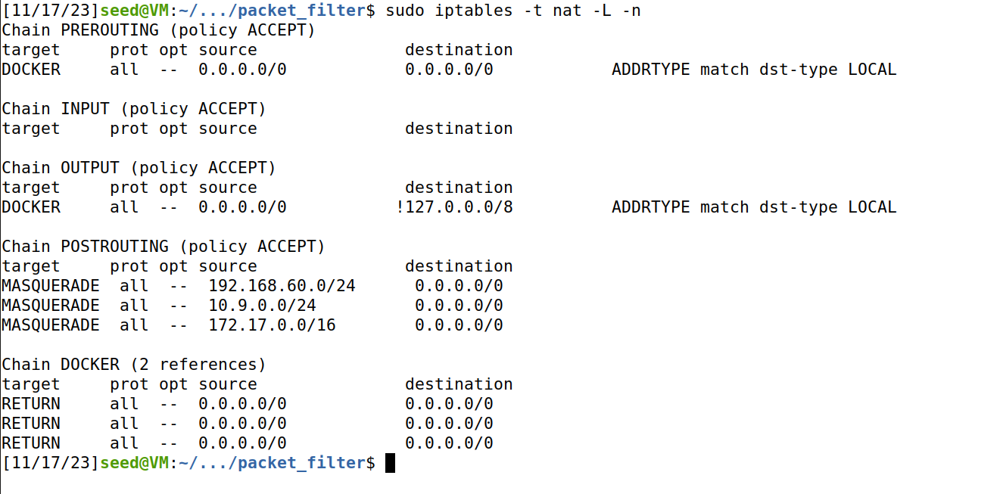 [11/17/23]seed@VM:~/.../packet_filter$ sudo iptables -t nat -L -n
Chain PREROUTING (policy ACCEPT)
target     prot opt source               destination
DOCKER     all  --  0.0.0.0/0            0.0.0.0/0            ADDRTYPE match dst-type LOCAL

Chain INPUT (policy ACCEPT)
target     prot opt source               destination

Chain OUTPUT (policy ACCEPT)
target     prot opt source               destination
DOCKER     all  --  0.0.0.0/0           !127.0.0.0/8          ADDRTYPE match dst-type LOCAL

Chain POSTROUTING (policy ACCEPT)
target     prot opt source               destination
MASQUERADE  all  --  192.168.60.0/24      0.0.0.0/0
MASQUERADE  all  --  10.9.0.0/24          0.0.0.0/0
MASQUERADE  all  --  172.17.0.0/16        0.0.0.0/0

Chain DOCKER (2 references)
target     prot opt source               destination
RETURN     all  --  0.0.0.0/0            0.0.0.0/0
RETURN     all  --  0.0.0.0/0            0.0.0.0/0
RETURN     all  --  0.0.0.0/0            0.0.0.0/0
[11/17/23]seed@VM:~/.../packet_filter$